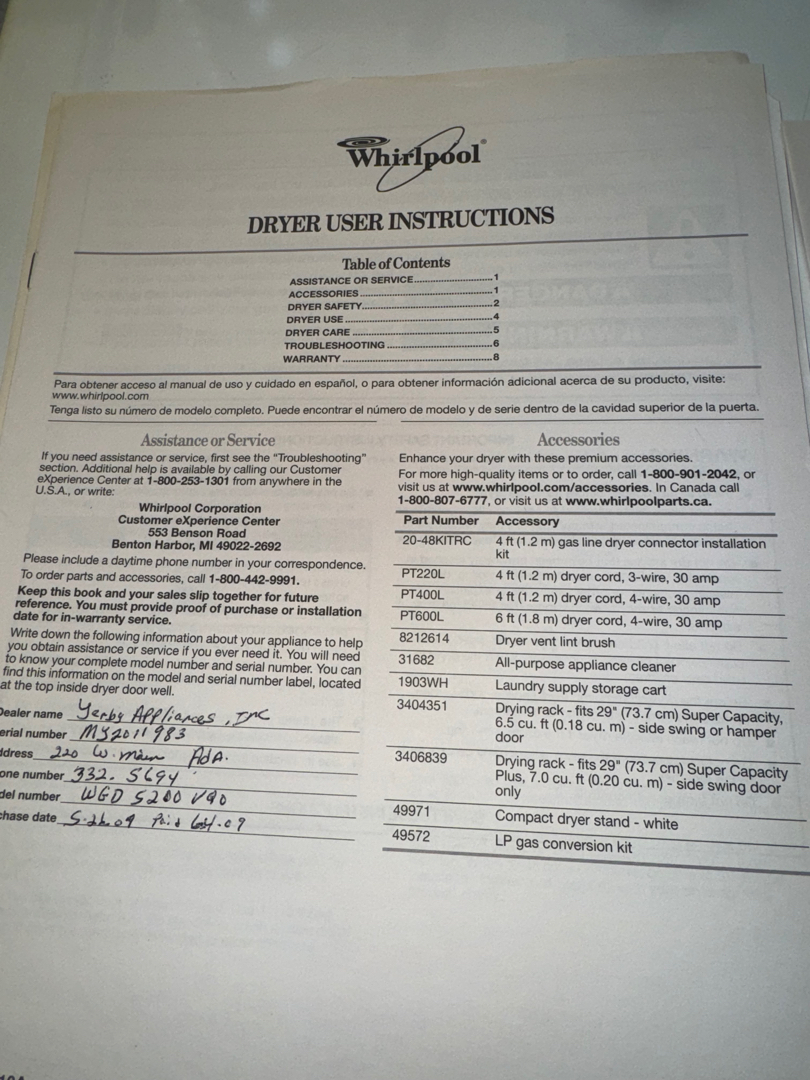 Whirlpool®
DRYER USER INSTRUCTIONS
Table of Contents
ASSISTANCE OR SERVICE..........................1
ACCESSORIES..........................................1
DRYER SAFETY..........................................2
DRYER USE................................................4
DRYER CARE .............................................5
TROUBLESHOOTING .................................6
WARRANTY ................................................8
Para obtener acceso al manual de uso y cuidado en español, o para obtener información adicional acerca de su producto, visite:
www.whirlpool.com
Tenga listo su número de modelo completo. Puede encontrar el número de modelo y de serie dentro de la cavidad superior de la puerta.
Assistance or Service
If you need assistance or service, first see the "Troubleshooting"
section. Additional help is available by calling our Customer
eXperience Center at 1-800-253-1301 from anywhere in the
U.S.A., or write:
Whirlpool Corporation
Customer eXperience Center
553 Benson Road
Benton Harbor, MI 49022-2692
Please include a daytime phone number in your correspondence.
To order parts and accessories, call 1-800-442-9991.
Keep this book and your sales slip together for future
reference. You must provide proof of purchase or installation
date for in-warranty service.
Write down the following information about your appliance to help
you obtain assistance or service if you ever need it. You will need
to know your complete model number and serial number. You can
find this information on the model and serial number label, located
at the top inside dryer door well.
Dealer name Yerby Appliances, Inc
erial number MY2011983
ddress 220 W. main Ada.
one number 332. 5694
del number WGD 5200 VQ0
chase date 5-26-09 Paid
Accessories
Enhance your dryer with these premium accessories.
For more high-quality items or to order, call 1-800-901-2042, or
visit us at www.whirlpool.com/accessories. In Canada call
1-800-807-6777, or visit us at www.whirlpoolparts.ca.
Part Number Accessory
20-48KITRC 4 ft (1.2 m) gas line dryer connector installation
kit
PT220L 4 ft (1.2 m) dryer cord, 3-wire, 30 amp
PT400L 4 ft (1.2 m) dryer cord, 4-wire, 30 amp
PT600L 6 ft (1.8 m) dryer cord, 4-wire, 30 amp
8212614 Dryer vent lint brush
31682 All-purpose appliance cleaner
1903WH Laundry supply storage cart
3404351 Drying rack - fits 29" (73.7 cm) Super Capacity,
6.5 cu. ft (0.18 cu. m) - side swing or hamper
door
3406839 Drying rack - fits 29" (73.7 cm) Super Capacity
Plus, 7.0 cu. ft (0.20 cu. m) - side swing door
only
49971 Compact dryer stand - white
49572 LP gas conversion kit